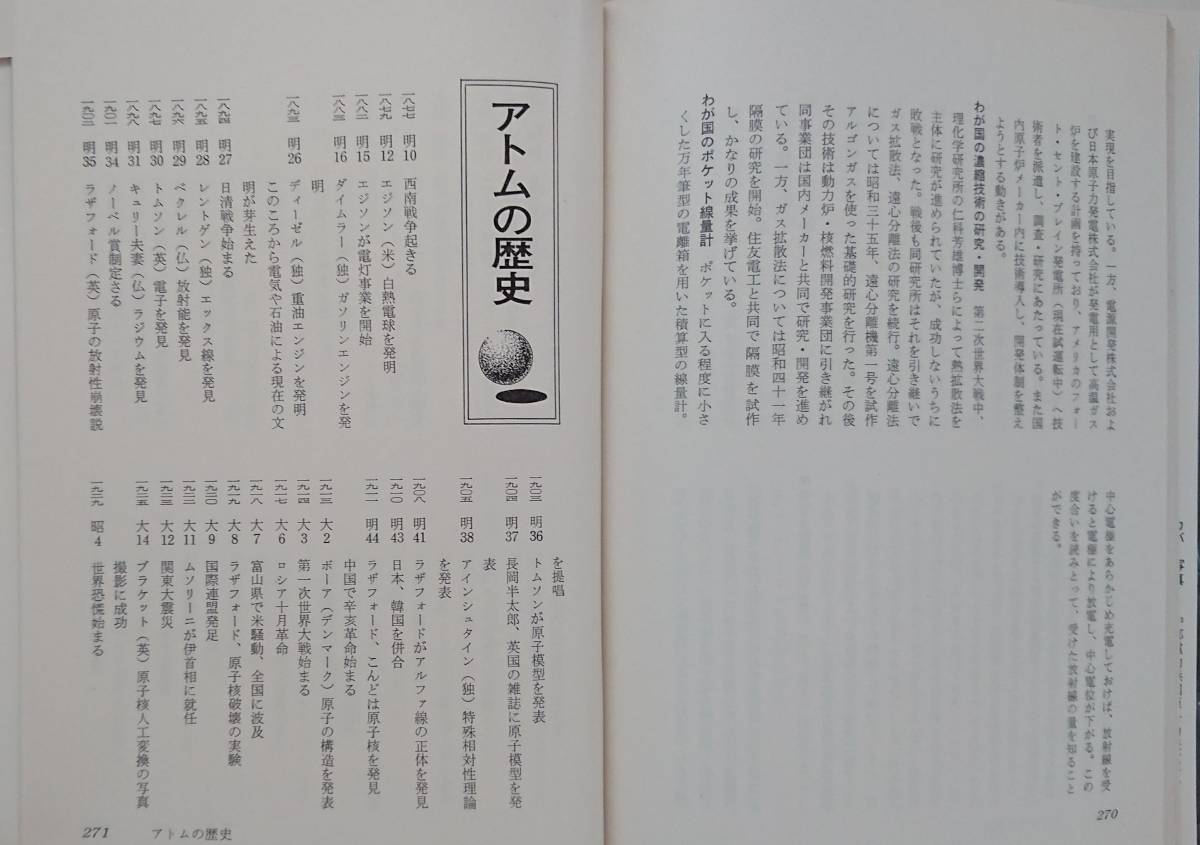 実現を目指している。一方、電源開発株式会社およ
び日本原子力発電株式会社が発電用として高温ガス
炉を建設する計画を持っており、アメリカのフォー
ト・セント・ブレイン発電所（現在試運転中）へ技
術者を派遣し、調査・研究にあたっている。また国
内原子炉メーカー内に技術導入し、開発体制を整え
ようとする動きがある。
わが国の濃縮技術の研究・開発　第二次世界大戦中、
理化学研究所の仁科芳雄博士らによって熱拡散法を
主体に研究が進められていたが、成功しないうちに
敗戦となった。戦後も同研究所はそれを引き継いで
ガス拡散法、遠心分離法の研究を続行。遠心分離法
については昭和三十五年、遠心分離機第一号を試作
アルゴンガスを使った基礎的研究を行った。その後
その技術は動力炉・核燃料開発事業団に引き継がれ
同事業団は国内メーカーと共同で研究・開発を進め
ている。一方、ガス拡散法については昭和四十一年
隔膜の研究を開始。住友電工と共同で隔膜を試作
し、かなりの成果を挙げている。
わが国のポケット線量計　ポケットに入る程度に小さ
くした万年筆型の電離箱を用いた積算型の線量計。
中心電極をあらかじめ充電しておけば、放射線を受
けると電極により放電し、中心電位が下がる。この
度合いを読みとって、受けた放射線の量を知ること
ができる。
270
アトムの歴史
一八七七　明10　西南戦争起きる
一八七九　明12　エジソン（米）白熱電球を発明
一八八二　明15　エジソンが電灯事業を開始
一八八三　明16　ダイムラー（独）ガソリンエンジンを発
明
一八九三　明26　ディーゼル（独）重油エンジンを発明
このころから電気や石油による現在の文
明が芽生えた
一八九四　明27　日清戦争始まる
一八九五　明28　レントゲン（独）エックス線を発見
一八九六　明29　ベクレル（仏）放射能を発見
一八九七　明30　トムソン（英）電子を発見
一八九八　明31　キュリー夫妻（仏）ラジウムを発見
一九〇一　明34　ノーベル賞制定さる
一九〇二　明35　ラザフォード（英）原子の放射性崩壊説
を提唱
一九〇三　明36　トムソンが原子模型を発表
一九〇四　明37　長岡半太郎、英国の雑誌に原子模型を発
表
一九〇五　明38　アインシュタイン（独）特殊相対性理論
を発表
一九〇八　明41　ラザフォードがアルファ線の正体を発見
一九一〇　明43　日本、韓国を併合
一九一一　明44　ラザフォード、こんどは原子核を発見
中国で辛亥革命始まる
一九一三　大2　ボーア（デンマーク）原子の構造を発表
一九一四　大3　第一次世界大戦始まる
一九一七　大6　ロシア十月革命
一九一八　大7　富山県で米騒動、全国に波及
一九一九　大8　ラザフォード、原子核破壊の実験
一九二〇　大9　国際連盟発足
一九二二　大11　ムソリーニが伊首相に就任
一九二三　大12　関東大震災
一九二五　大14　ブラケット（英）原子核人工変換の写真
撮影に成功
一九二九　昭4　世界恐慌始まる
271　アトムの歴史